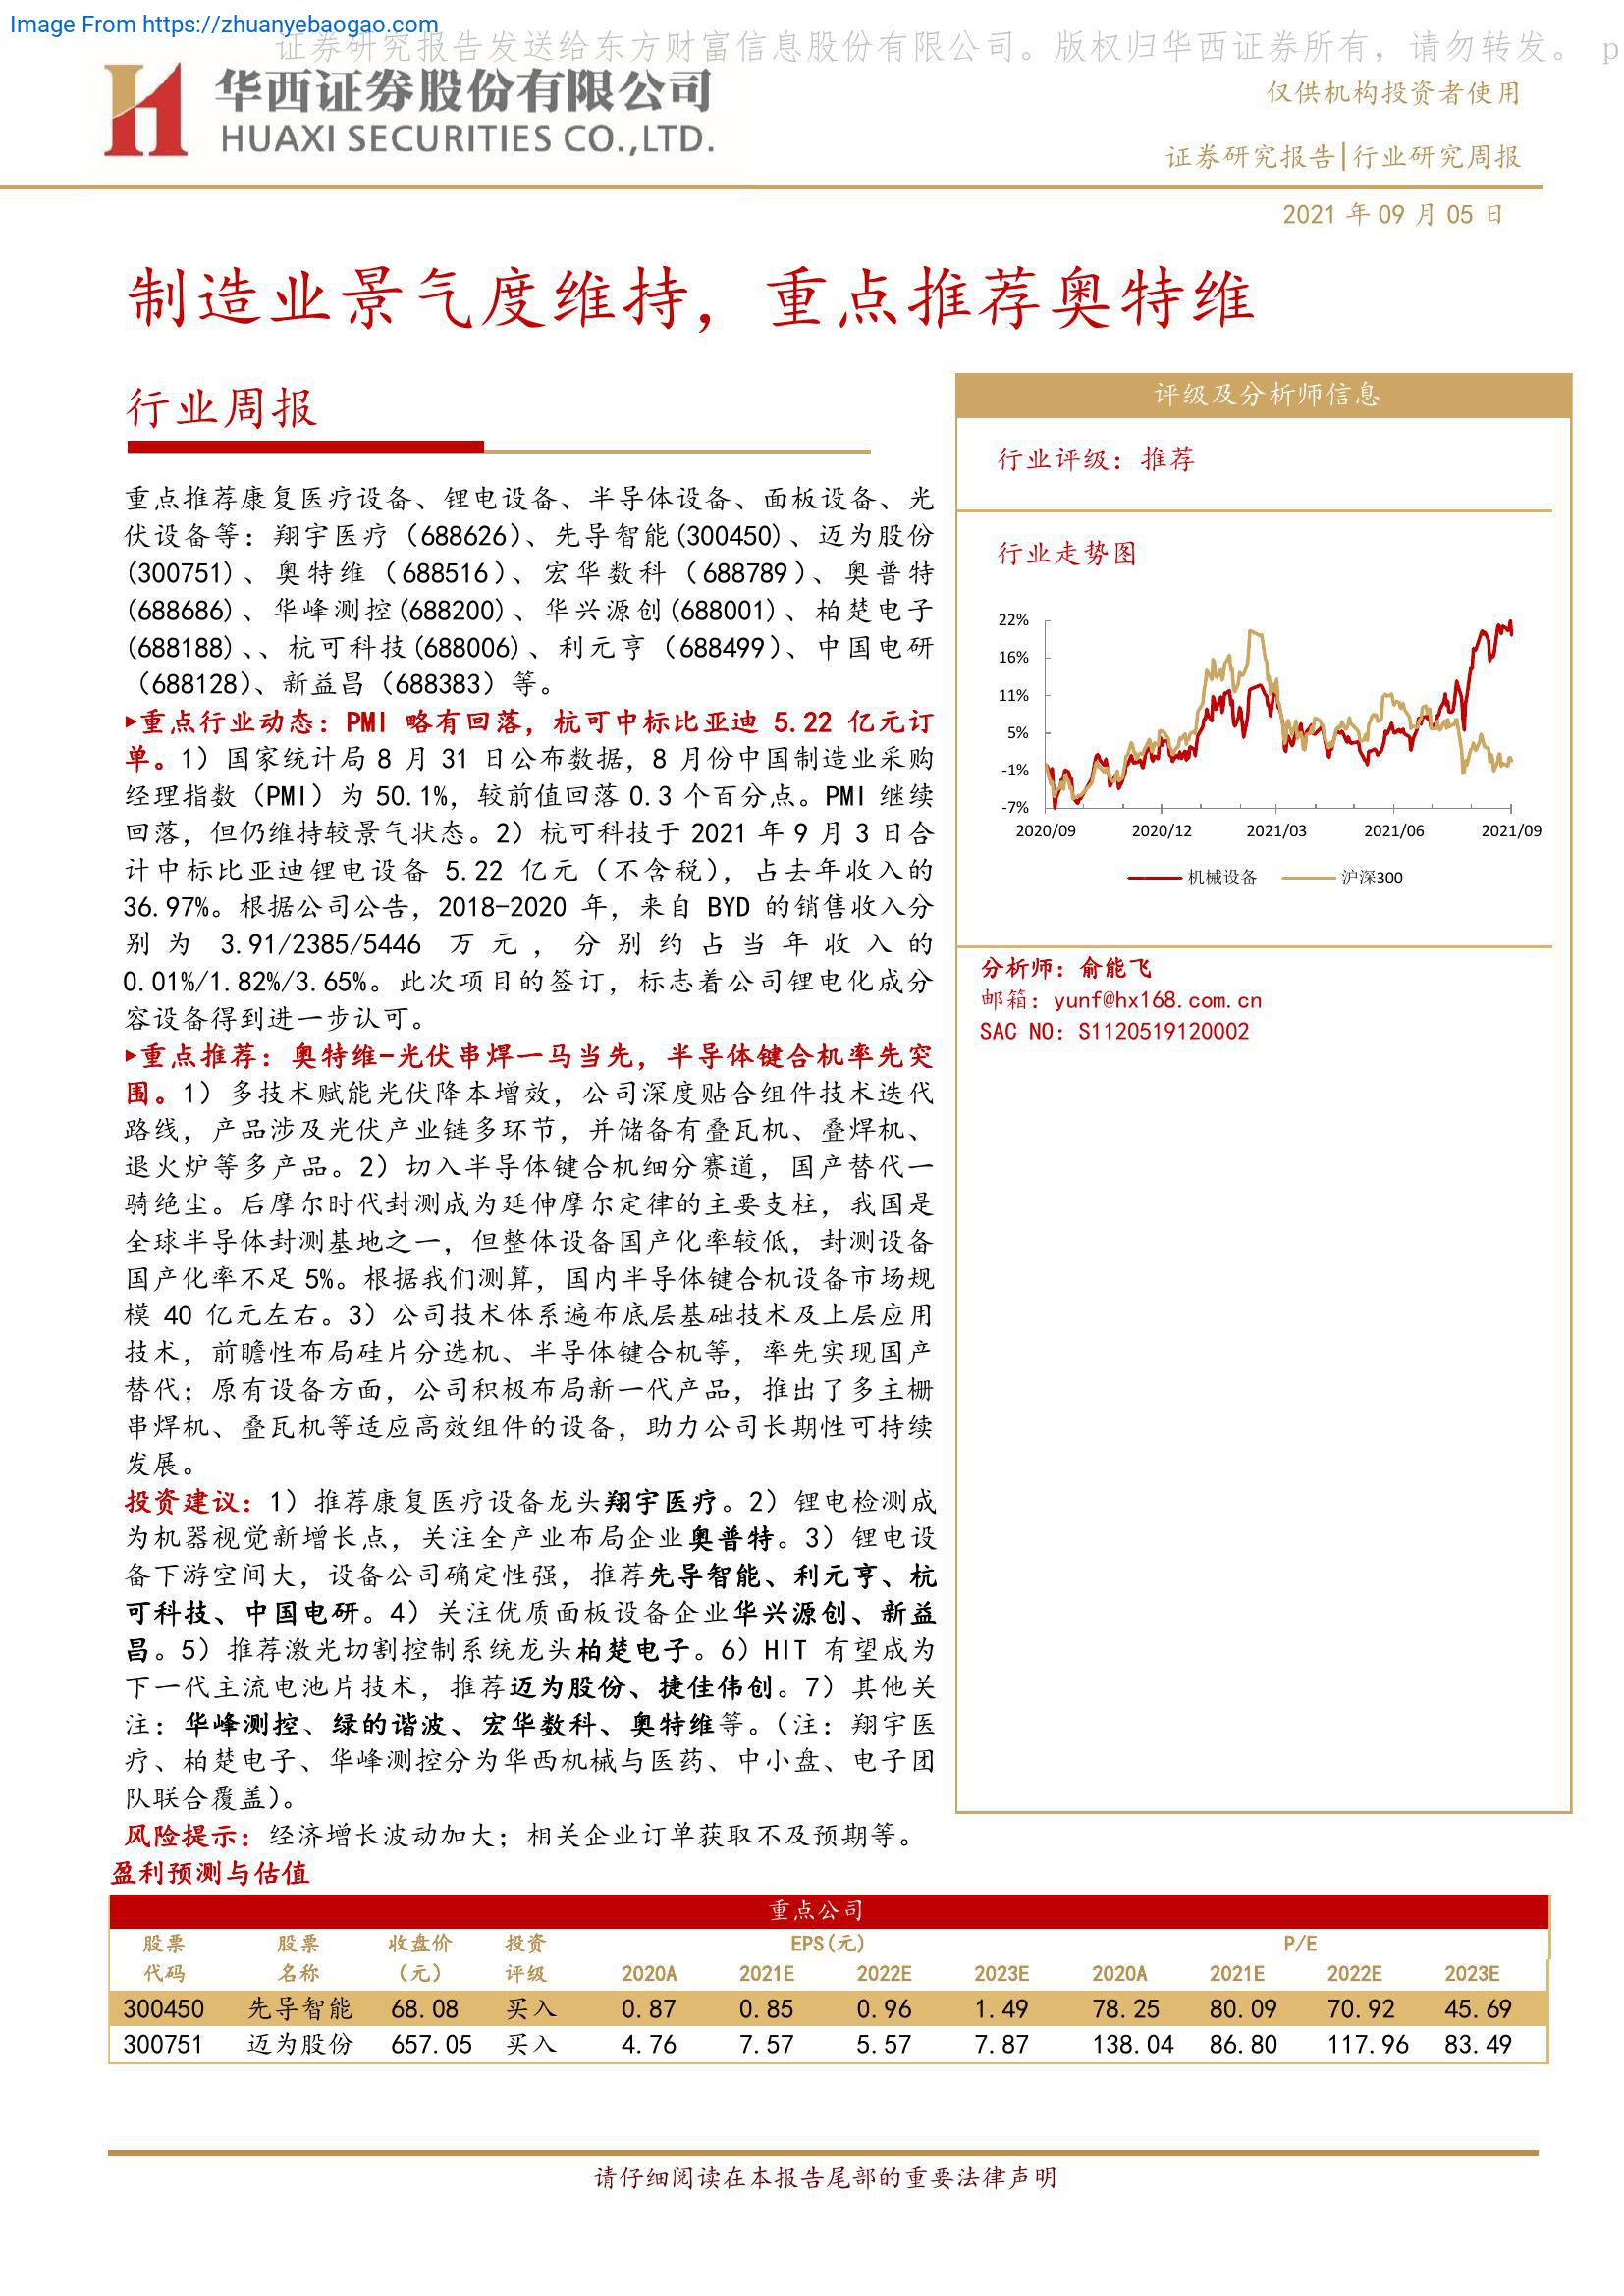 Image From https://zhuanyebaogao.com
证券研究报告发送给东方财富信息股份有限公司。版权归华西证券所有，请勿转发。 p
华西证券股份有限公司
HUAXI SECURITIES CO.,LTD.
仅供机构投资者使用
证券研究报告|行业研究周报
2021 年 09 月 05 日
制造业景气度维持，重点推荐奥特维
行业周报
重点推荐康复医疗设备、锂电设备、半导体设备、面板设备、光
伏设备等：翔宇医疗（688626）、先导智能(300450)、迈为股份
(300751)、奥特维（688516）、宏华数科（688789）、奥普特
(688686)、华峰测控(688200)、华兴源创(688001)、柏楚电子
(688188)、、杭可科技(688006)、利元亨（688499）、中国电研
（688128）、新益昌（688383）等。
▸重点行业动态：PMI 略有回落，杭可中标比亚迪 5.22 亿元订
单。1）国家统计局 8 月 31 日公布数据，8 月份中国制造业采购
经理指数（PMI）为 50.1%，较前值回落 0.3 个百分点。PMI 继续
回落，但仍维持较景气状态。2）杭可科技于 2021 年 9 月 3 日合
计中标比亚迪锂电设备 5.22 亿元（不含税），占去年收入的
36.97%。根据公司公告，2018-2020 年，来自 BYD 的销售收入分
别为 3.91/2385/5446 万元，分别约占当年收入的
0.01%/1.82%/3.65%。此次项目的签订，标志着公司锂电化成分
容设备得到进一步认可。
▸重点推荐：奥特维-光伏串焊一马当先，半导体键合机率先突
围。1）多技术赋能光伏降本增效，公司深度贴合组件技术迭代
路线，产品涉及光伏产业链多环节，并储备有叠瓦机、叠焊机、
退火炉等多产品。2）切入半导体键合机细分赛道，国产替代一
骑绝尘。后摩尔时代封测成为延伸摩尔定律的主要支柱，我国是
全球半导体封测基地之一，但整体设备国产化率较低，封测设备
国产化率不足 5%。根据我们测算，国内半导体键合机设备市场规
模 40 亿元左右。3）公司技术体系遍布底层基础技术及上层应用
技术，前瞻性布局硅片分选机、半导体键合机等，率先实现国产
替代；原有设备方面，公司积极布局新一代产品，推出了多主栅
串焊机、叠瓦机等适应高效组件的设备，助力公司长期性可持续
发展。
投资建议：1）推荐康复医疗设备龙头翔宇医疗。2）锂电检测成
为机器视觉新增长点，关注全产业布局企业奥普特。3）锂电设
备下游空间大，设备公司确定性强，推荐先导智能、利元亨、杭
可科技、中国电研。4）关注优质面板设备企业华兴源创、新益
昌。5）推荐激光切割控制系统龙头柏楚电子。6）HIT 有望成为
下一代主流电池片技术，推荐迈为股份、捷佳伟创。7）其他关
注：华峰测控、绿的谐波、宏华数科、奥特维等。（注：翔宇医
疗、柏楚电子、华峰测控分为华西机械与医药、中小盘、电子团
队联合覆盖）。
风险提示：经济增长波动加大；相关企业订单获取不及预期等。
评级及分析师信息
行业评级：推荐
行业走势图
22%
16%
11%
5%
-1%
-7%
2020/09 2020/12 2021/03 2021/06 2021/09
机械设备 沪深300
分析师：俞能飞
邮箱：yunf@hx168.com.cn
SAC NO：S1120519120002
盈利预测与估值
重点公司
股票 股票 收盘价 投资 EPS(元) P/E
代码 名称 （元） 评级 2020A 2021E 2022E 2023E 2020A 2021E 2022E 2023E
300450 先导智能 68.08 买入 0.87 0.85 0.96 1.49 78.25 80.09 70.92 45.69
300751 迈为股份 657.05 买入 4.76 7.57 5.57 7.87 138.04 86.80 117.96 83.49
请仔细阅读在本报告尾部的重要法律声明